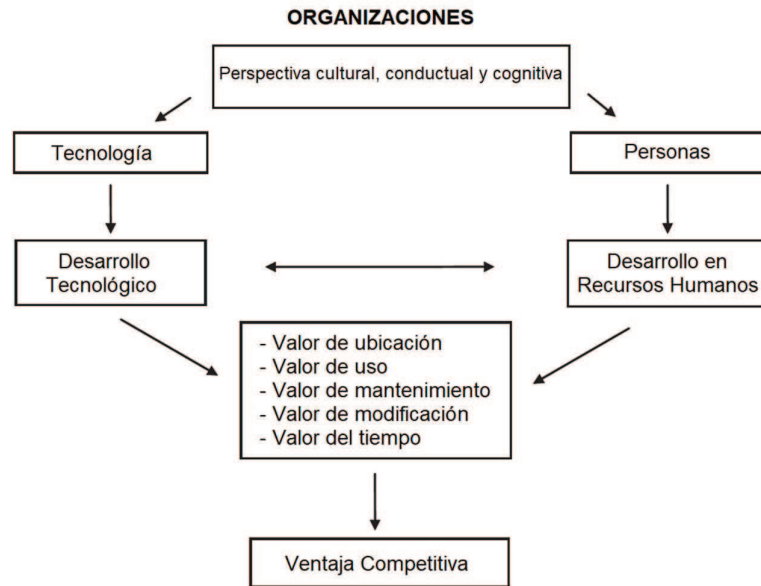 ORGANIZACIONES
Perspectiva cultural, conductual y cognitiva
Tecnología
Personas
Desarrollo
Tecnológico
Desarrollo en
Recursos Humanos
- Valor de ubicación
- Valor de uso
- Valor de mantenimiento
- Valor de modificación
- Valor del tiempo
Ventaja Competitiva